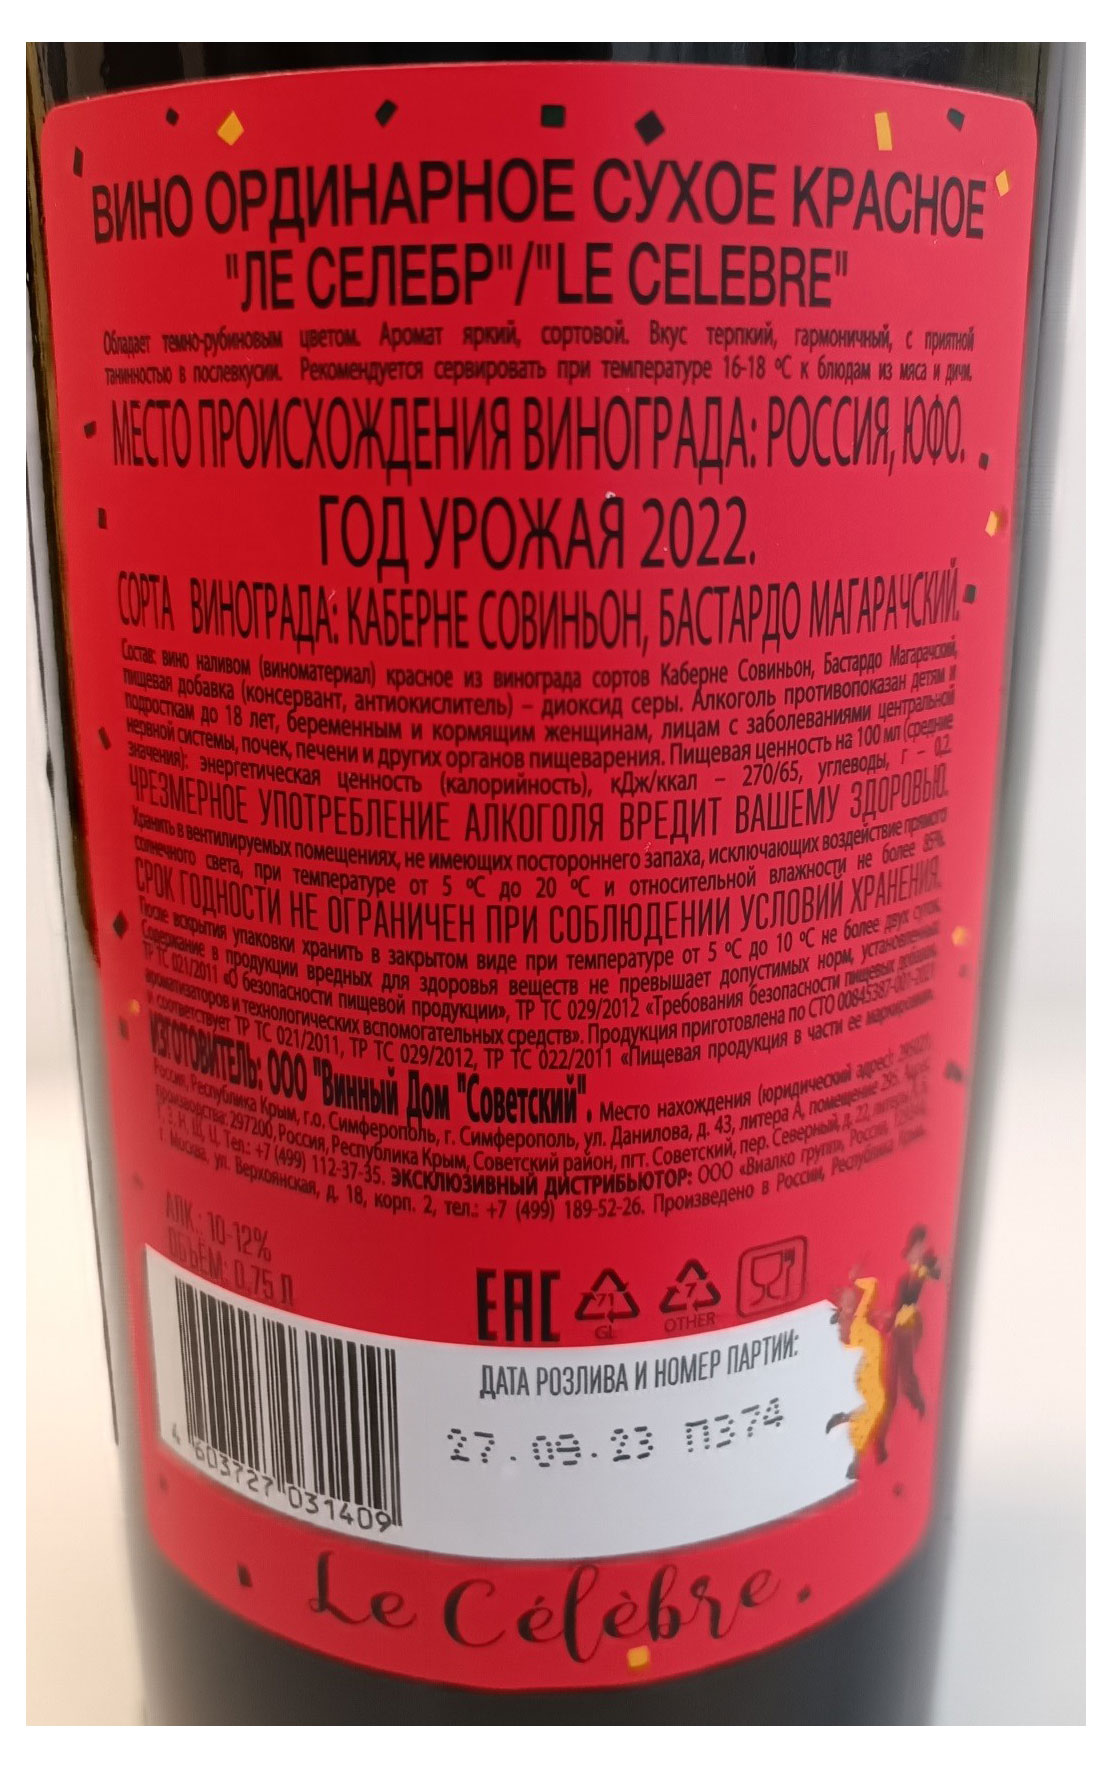 ВИНО ОРДИНАРНОЕ СУХОЕ КРАСНОЕ
"ЛЕ СЕЛЕБР"/"LE CELEBRE"
Обладает темно-рубиновым цветом. Аромат яркий, сортовой. Вкус терпкий, гармоничный, с приятной
танинностью в послевкусии. Рекомендуется сервировать при температуре 16-18 °С к блюдам из мяса и дичи.
МЕСТО ПРОИСХОЖДЕНИЯ ВИНОГРАДА: РОССИЯ, ЮФО.
ГОД УРОЖАЯ 2022.
СОРТА ВИНОГРАДА: КАБЕРНЕ СОВИНЬОН, БАСТАРДО МАГАРАЧСКИЙ.
Состав: вино наливом (виноматериал) красное из винограда сортов Каберне Совиньон, Бастардо Магарачский,
пищевая добавка (консервант, антиокислитель) – диоксид серы. Алкоголь противопоказан детям и
подросткам до 18 лет, беременным и кормящим женщинам, лицам с заболеваниями центральной
нервной системы, почек, печени и других органов пищеварения. Пищевая ценность на 100 мл (средние
значения): энергетическая ценность (калорийность), кДж/ккал – 270/65, углеводы, г – 0,2.
ЧРЕЗМЕРНОЕ УПОТРЕБЛЕНИЕ АЛКОГОЛЯ ВРЕДИТ ВАШЕМУ ЗДОРОВЬЮ.
Хранить в вентилируемых помещениях, не имеющих постороннего запаха, исключающих воздействие прямого
солнечного света, при температуре от 5 °С до 20 °С и относительной влажности не более 85%.
СРОК ГОДНОСТИ НЕ ОГРАНИЧЕН ПРИ СОБЛЮДЕНИИ УСЛОВИЙ ХРАНЕНИЯ.
После вскрытия упаковки хранить в закрытом виде при температуре от 5 °С до 10 °С не более двух суток.
Содержание в продукции вредных для здоровья веществ не превышает допустимых норм, установленных
ТР ТС 021/2011 «О безопасности пищевой продукции», ТР ТС 029/2012 «Требования безопасности пищевых добавок,
ароматизаторов и технологических вспомогательных средств». Продукция приготовлена по СТО 00845387-001-2021
и соответствует ТР ТС 021/2011, ТР ТС 029/2012, ТР ТС 022/2011 «Пищевая продукция в части ее маркировки».
ИЗГОТОВИТЕЛЬ: ООО "Винный Дом "Советский". Место нахождения (юридический адрес):
Россия, Республика Крым, г.о. Симферополь, г. Симферополь, ул. Данилова, д. 43, литера А, помещение 295. Адрес
производства: 297200, Россия, Республика Крым, Советский район, пгт. Советский, пер. Северный, д. 22, литера
Г, Е, Н, Щ, Ц. Тел.: +7 (499) 112-37-35. ЭКСКЛЮЗИВНЫЙ ДИСТРИБЬЮТОР: ООО «Виалко групп», Россия,
г. Москва, ул. Верхоянская, д. 18, корп. 2, тел.: +7 (499) 189-52-26. Произведено в России, Республика Крым.
АЛК.: 10-12%
ОБЪЁМ: 0,75 Л
ЕАС
71
GL
7
OTHER
ДАТА РОЗЛИВА И НОМЕР ПАРТИИ:
27.09.23 П374
4 603727 031409
Le Célèbre